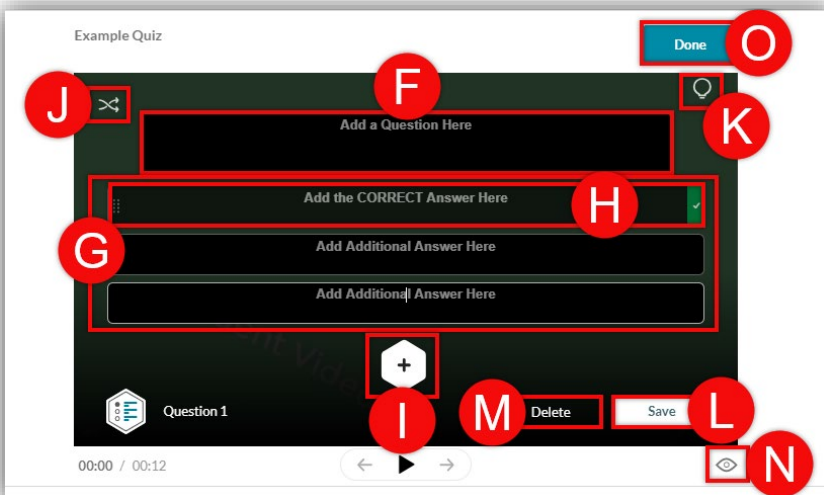 Example Quiz
Done
O
F
J
K
Add a Question Here
Add the CORRECT Answer Here
H
G
Add Additional Answer Here
Add Additional Answer Here
+
I
Question 1
M
Delete
Save
L
00:00 / 00:12
N